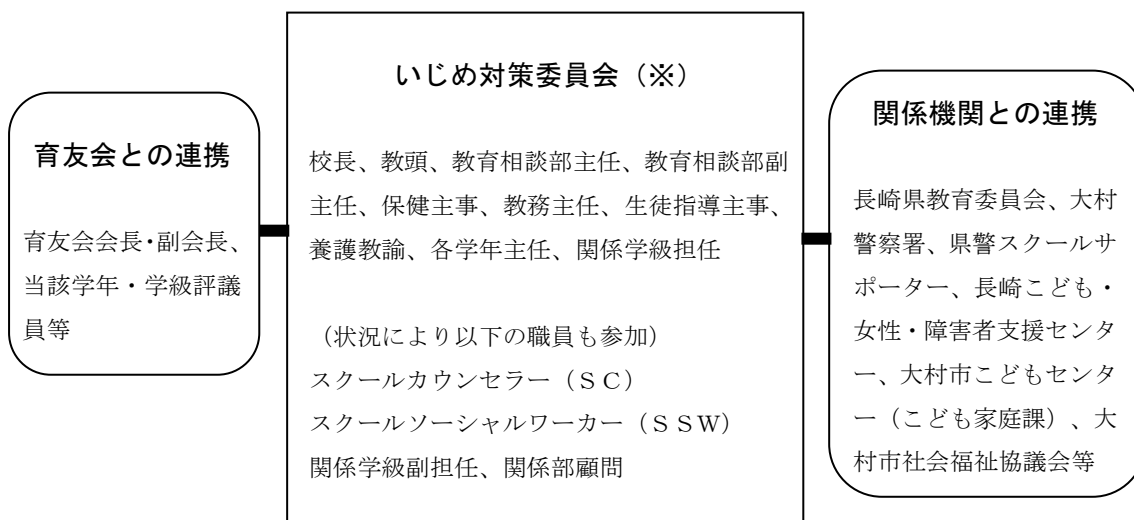 育友会との連携
育友会会長・副会長、
当該学年・学級評議
員等
いじめ対策委員会（※）
校長、教頭、教育相談部主任、教育相談部副
主任、保健主事、教務主任、生徒指導主事、
養護教諭、各学年主任、関係学級担任
（状況により以下の職員も参加）
スクールカウンセラー（ＳＣ）
スクールソーシャルワーカー（ＳＳＷ）
関係学級副担任、関係部顧問
関係機関との連携
長崎県教育委員会、大村
警察署、県警スクールサ
ポーター、長崎こども・
女性・障害者支援センタ
ー、大村市こどもセンタ
ー（こども家庭課）、大
村市社会福祉協議会等